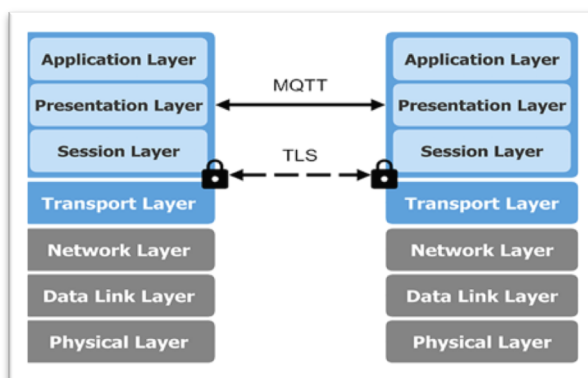 Application Layer
Presentation Layer
Session Layer
Transport Layer
Network Layer
Data Link Layer
Physical Layer
MQTT
TLS
Application Layer
Presentation Layer
Session Layer
Transport Layer
Network Layer
Data Link Layer
Physical Layer